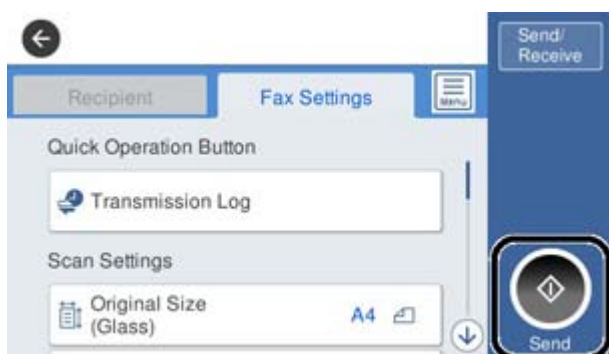 Send/
Receive
Recipient
Fax Settings
Menu
Quick Operation Button
Transmission Log
Scan Settings
Original Size
(Glass)
A4
Send